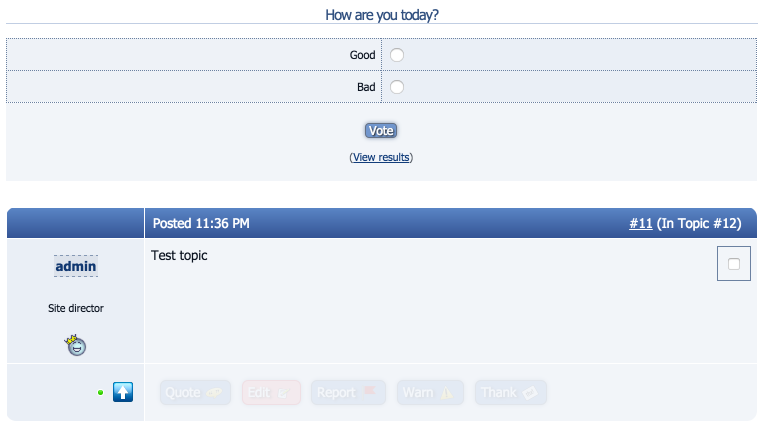 How are you today?
Good
Bad
Vote
(View results)
Posted 11:36 PM #11 (In Topic #12)
admin
Test topic
Site director
Quote Edit Report Warn Thank